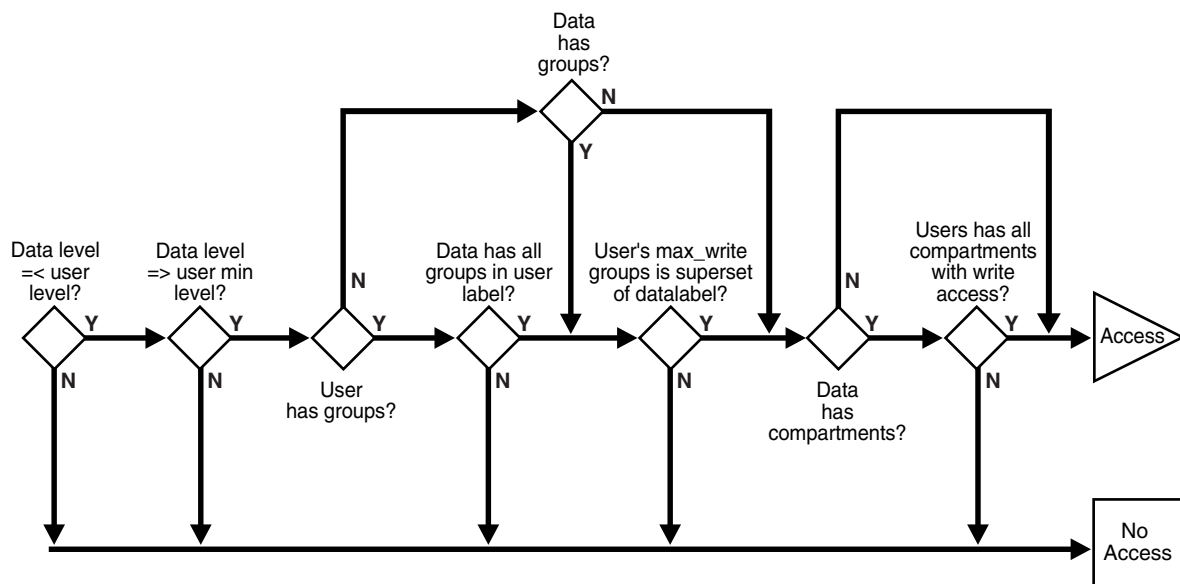 Data
has
groups?
N
Y
Data level
=< user
level?
Y
N
Data level
=> user min
level?
Y
N
N
Y
User
has groups?
Data has all
groups in user
label?
Y
N
User's max_write
groups is superset
of datalabel?
Y
N
N
Y
Data
has
compartments?
Users has all
compartments
with write
access?
Y
N
Access
No
Access